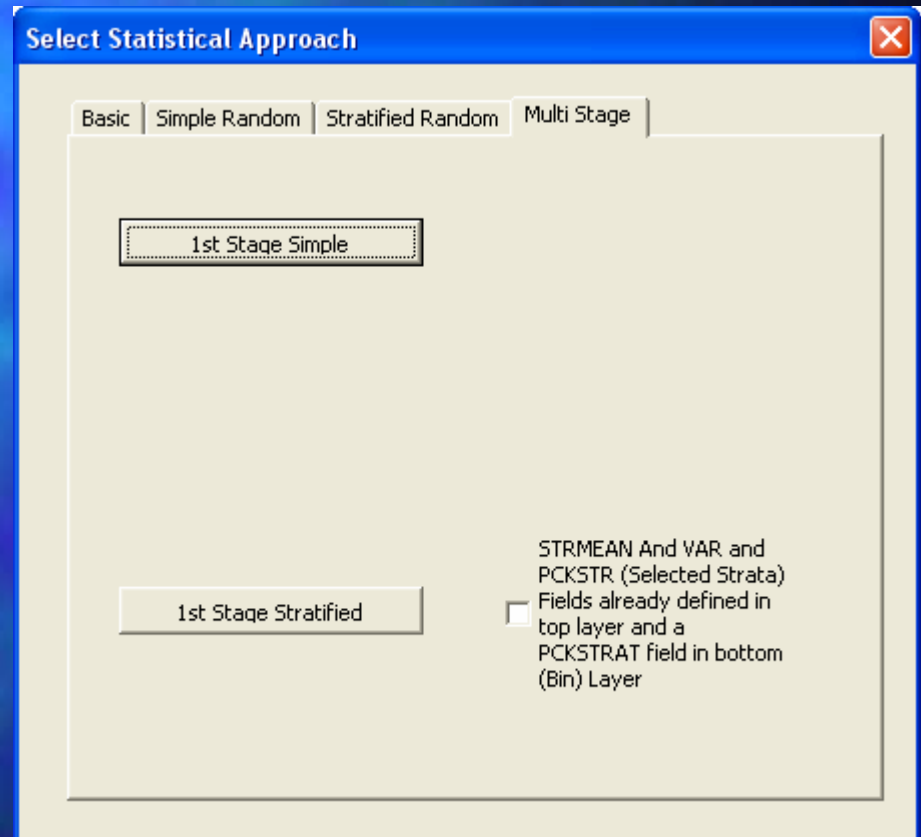 Select Statistical Approach
Basic
Simple Random
Stratified Random
Multi Stage
1st Stage Simple
1st Stage Stratified
STRMEAN And VAR and
PCKSTR (Selected Strata)
Fields already defined in
top layer and a
PCKSTRAT field in bottom
(Bin) Layer